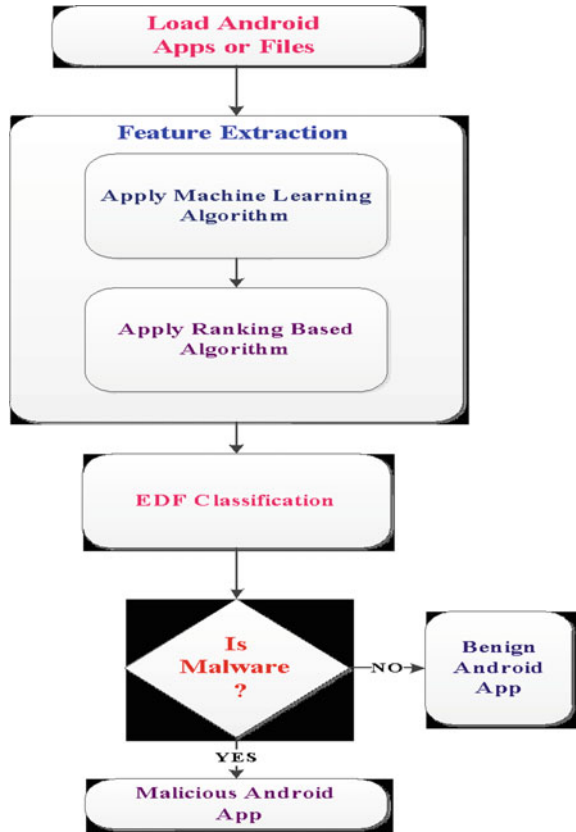 Load Android
Apps or Files
Feature Extraction
Apply Machine Learning
Algorithm
Apply Ranking Based
Algorithm
EDF Classification
Is
Malware
?
NO
Benign
Android
App
YES
Malicious Android
App